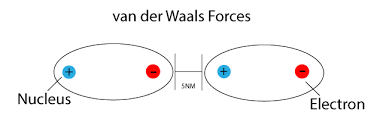 van der Waals Forces
+
-
+
-
5NM
Nucleus
Electron